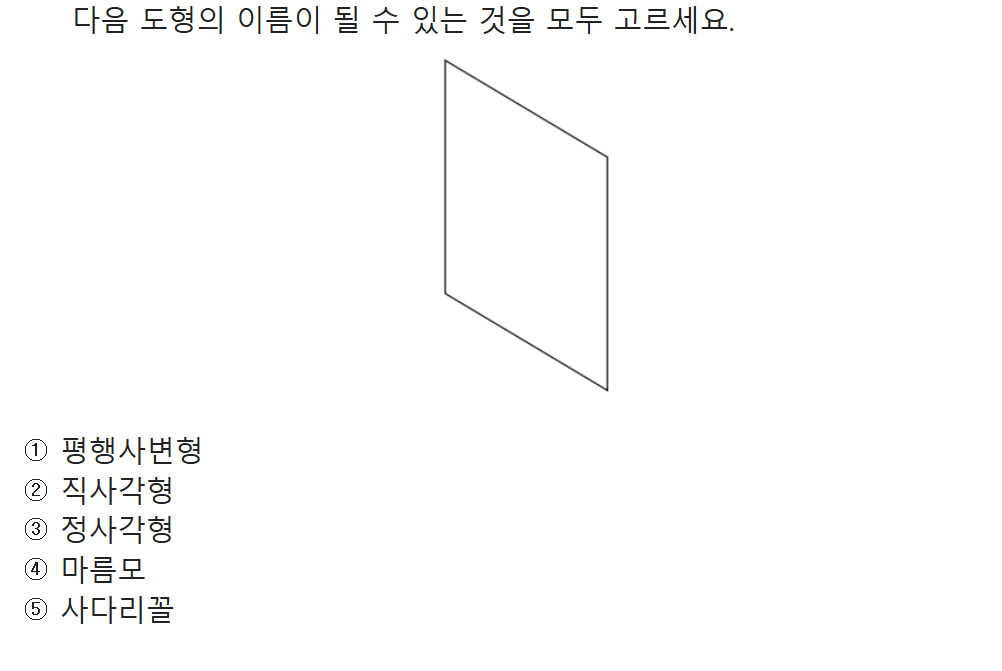 다음 도형의 이름이 될 수 있는 것을 모두 고르세요.
① 평행사변형
② 직사각형
③ 정사각형
④ 마름모
⑤ 사다리꼴